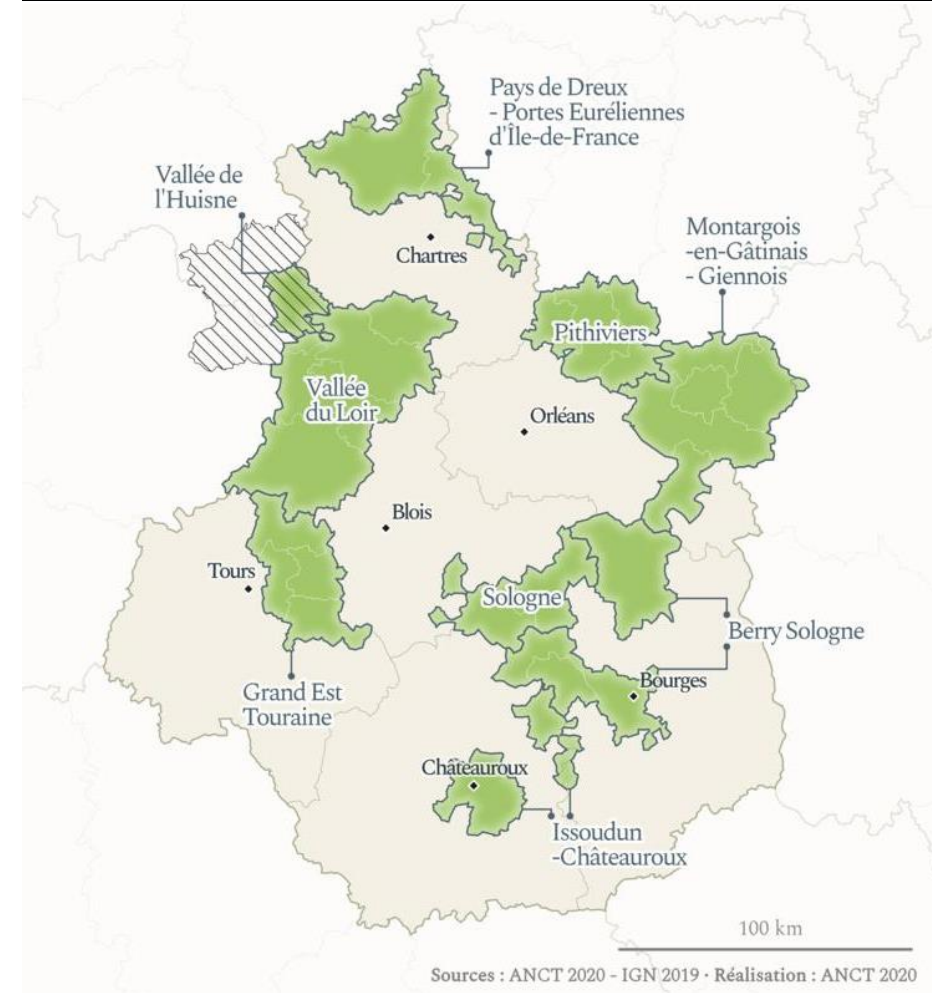 Pays de Dreux
- Portes Euréliennes
d'Île-de-France
Vallée de
l'Huisne
Chartres
Montargois
-en-Gâtinais
- Giennois
Pithiviers
Vallée
du Loir
Orléans
Blois
Tours
Sologne
Berry Sologne
Grand Est
Touraine
Bourges
Châteauroux
Issoudun
-Châteauroux
100 km
Sources : ANCT 2020 - IGN 2019 · Réalisation : ANCT 2020